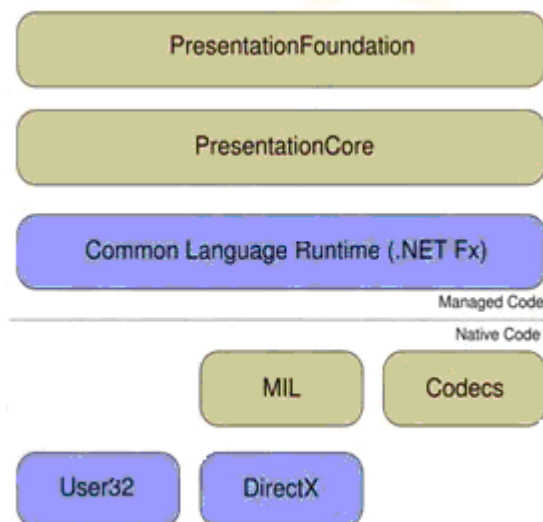 PresentationFoundation
PresentationCore
Common Language Runtime (.NET Fx)
Managed Code
Native Code
MIL
Codecs
User32
DirectX